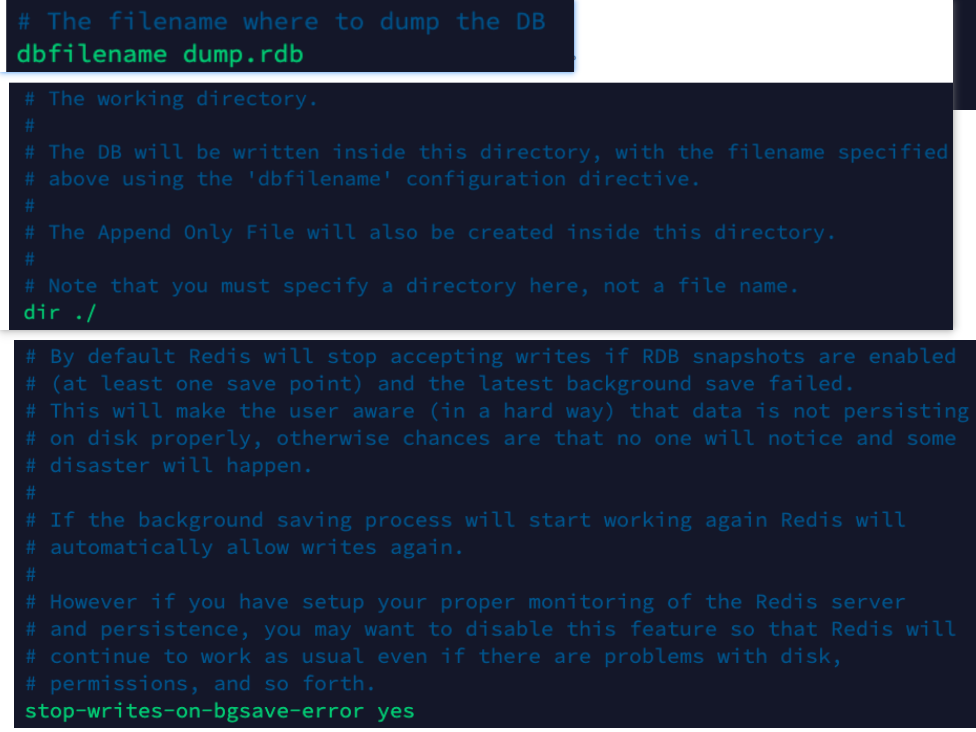 # The filename where to dump the DB
dbfilename dump.rdb
# The working directory.
#
# The DB will be written inside this directory, with the filename specified
# above using the 'dbfilename' configuration directive.
#
# The Append Only File will also be created inside this directory.
#
# Note that you must specify a directory here, not a file name.
dir ./
# By default Redis will stop accepting writes if RDB snapshots are enabled
# (at least one save point) and the latest background save failed.
# This will make the user aware (in a hard way) that data is not persisting
# on disk properly, otherwise chances are that no one will notice and some
# disaster will happen.
#
# If the background saving process will start working again Redis will
# automatically allow writes again.
#
# However if you have setup your proper monitoring of the Redis server
# and persistence, you may want to disable this feature so that Redis will
# continue to work as usual even if there are problems with disk,
# permissions, and so forth.
stop-writes-on-bgsave-error yes